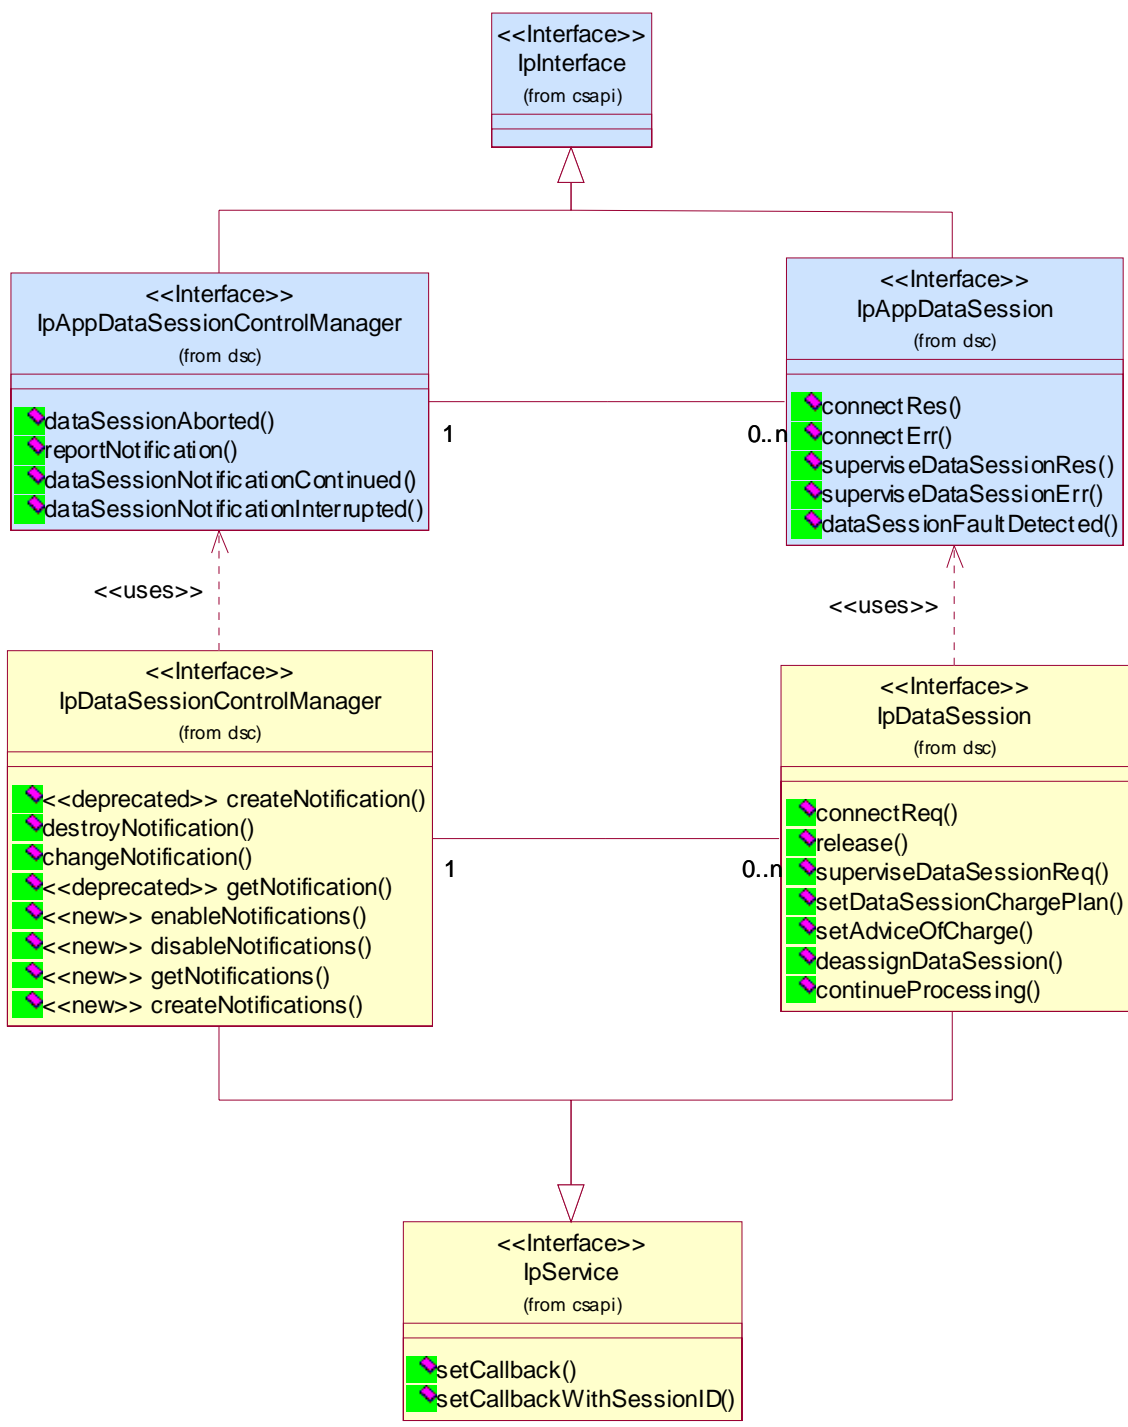 <<Interface>>
IpInterface
(from csapi)
<<Interface>>
IpAppDataSessionControlManager
(from dsc)
dataSessionAborted()
reportNotification()
dataSessionNotificationContinued()
dataSessionNotificationInterrupted()
<<Interface>>
IpAppDataSession
(from dsc)
connectRes()
connectErr()
superviseDataSessionRes()
superviseDataSessionErr()
dataSessionFaultDetected()
1
0..n
<<uses>>
<<uses>>
<<Interface>>
IpDataSessionControlManager
(from dsc)
<<deprecated>> createNotification()
destroyNotification()
changeNotification()
<<deprecated>> getNotification()
<<new>> enableNotifications()
<<new>> disableNotifications()
<<new>> getNotifications()
<<new>> createNotifications()
<<Interface>>
IpDataSession
(from dsc)
connectReq()
release()
superviseDataSessionReq()
setDataSessionChargePlan()
setAdviceOfCharge()
deassignDataSession()
continueProcessing()
1
0..n
<<Interface>>
IpService
(from csapi)
setCallback()
setCallbackWithSessionID()